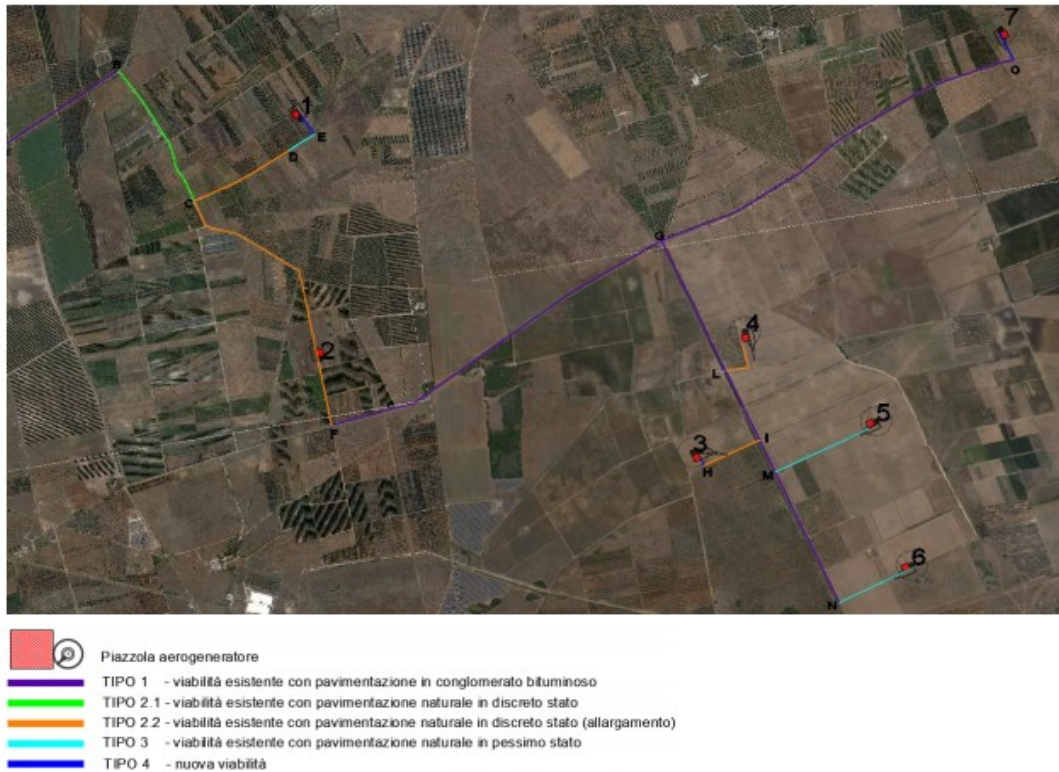 7
B
O
1
E
D
C
G
4
2
L
5
F
I
3
H
M
6
N
Piazzola aerogeneratore
TIPO 1 - viabilità esistente con pavimentazione in conglomerato bituminoso
TIPO 2.1 - viabilità esistente con pavimentazione naturale in discreto stato
TIPO 2.2 - viabilità esistente con pavimentazione naturale in discreto stato (allargamento)
TIPO 3 - viabilità esistente con pavimentazione naturale in pessimo stato
TIPO 4 - nuova viabilità